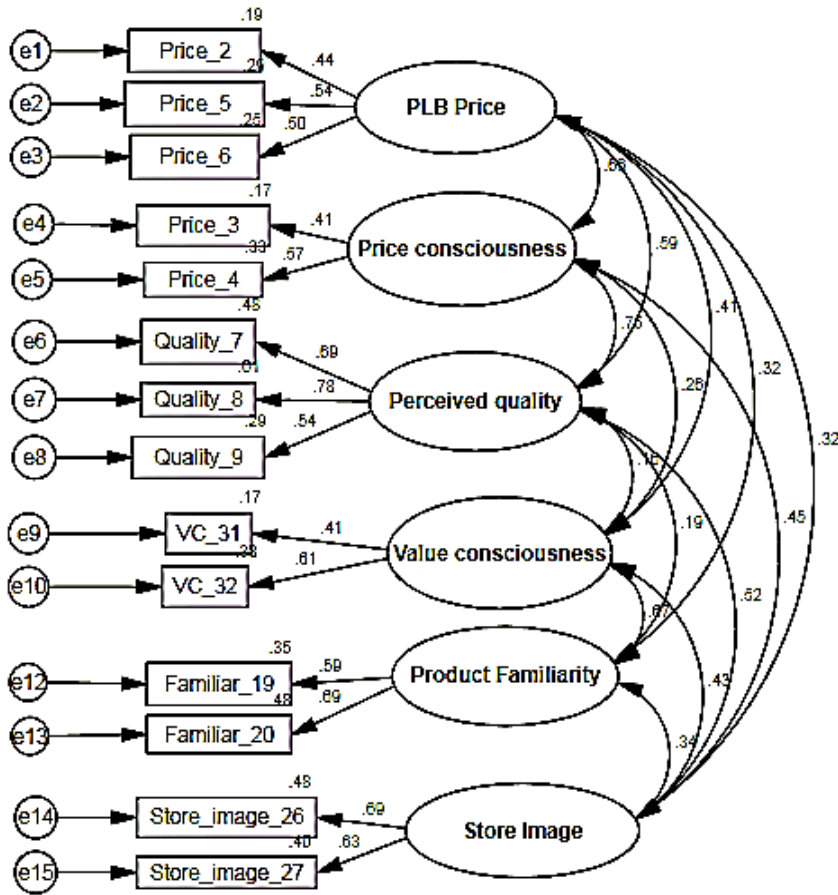 .19
e1 Price_2 .44
.29
e2 Price_5 .54 PLB Price
.25
e3 Price_6 .50
.17
e4 Price_3 .41
.33
e5 Price_4 .57 Price consciousness .59
.41
.48
e6 Quality_7 .69 .75 .32
.61
e7 Quality_8 .78 Perceived quality .26
.29
e8 Quality_9 .54 .32
.45
.17 .19
e9 VC_31 .41
Value consciousness
e10 VC_32 .61
.52
.67
.35
e12 Familiar_19 .59 Product Familiarity
.48 .43
e13 Familiar_20 .69
.34
.48
e14 Store_image_26 .69
.40 Store Image
e15 Store_image_27 .63